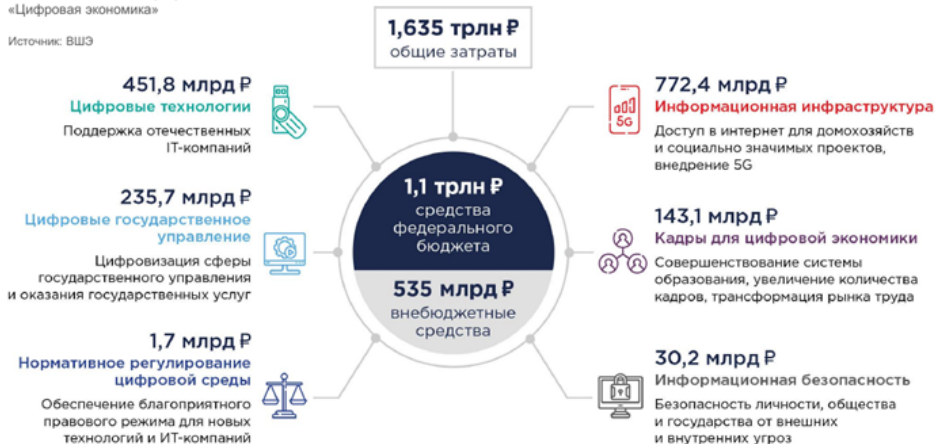 «Цифровая экономика»
Источник: ВШЭ
1,635 трлн ₽
общие затраты
451,8 млрд ₽
Цифровые технологии
Поддержка отечественных
IT-компаний
235,7 млрд ₽
Цифровые государственное
управление
Цифровизация сферы
государственного управления
и оказания государственных услуг
1,7 млрд ₽
Нормативное регулирование
цифровой среды
Обеспечение благоприятного
правового режима для новых
технологий и ИТ-компаний
1,1 трлн ₽
средства
федерального
бюджета
535 млрд ₽
внебюджетные
средства
5G
772,4 млрд ₽
Информационная инфраструктура
Доступ в интернет для домохозяйств
и социально значимых проектов,
внедрение 5G
143,1 млрд ₽
Кадры для цифровой экономики
Совершенствование системы
образования, увеличение количества
кадров, трансформация рынка труда
30,2 млрд ₽
Информационная безопасность
Безопасность личности, общества
и государства от внешних
и внутренних угроз